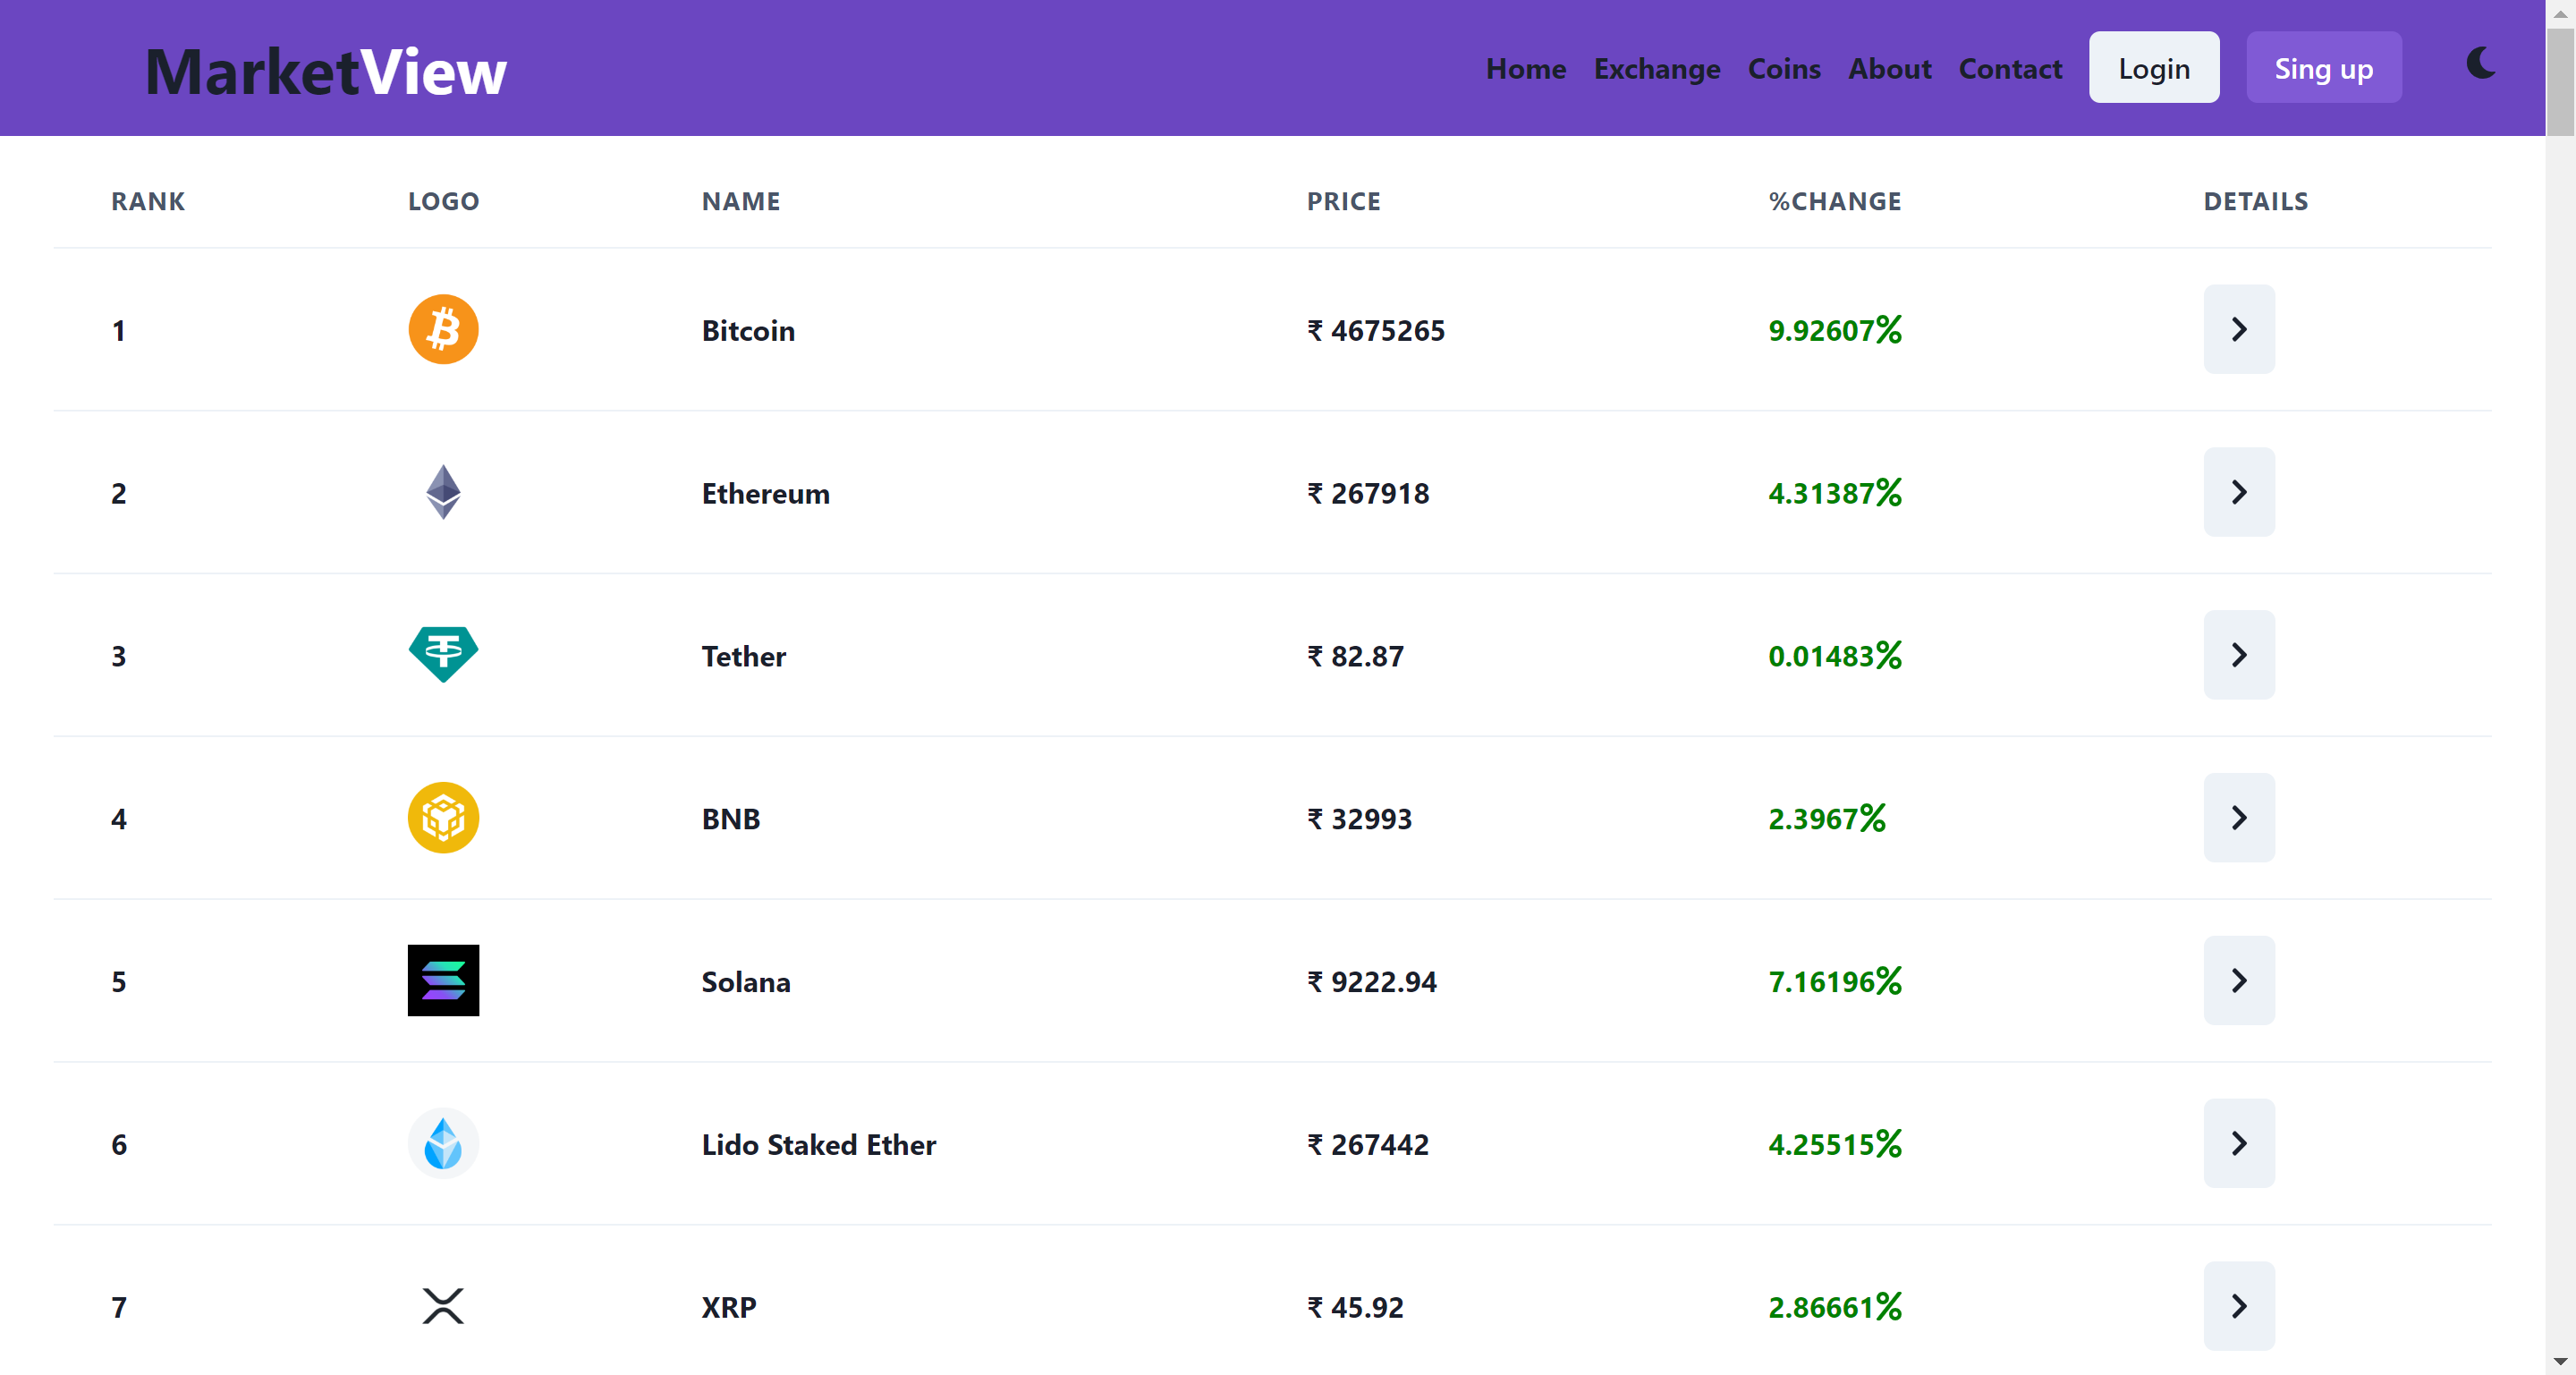 MarketView
Home Exchange Coins About Contact Login Sing up
RANK LOGO NAME PRICE %CHANGE DETAILS
1 Bitcoin ₹ 4675265 9.92607%
2 Ethereum ₹ 267918 4.31387%
3 Tether ₹ 82.87 0.01483%
4 BNB ₹ 32993 2.3967%
5 Solana ₹ 9222.94 7.16196%
6 Lido Staked Ether ₹ 267442 4.25515%
7 XRP ₹ 45.92 2.86661%